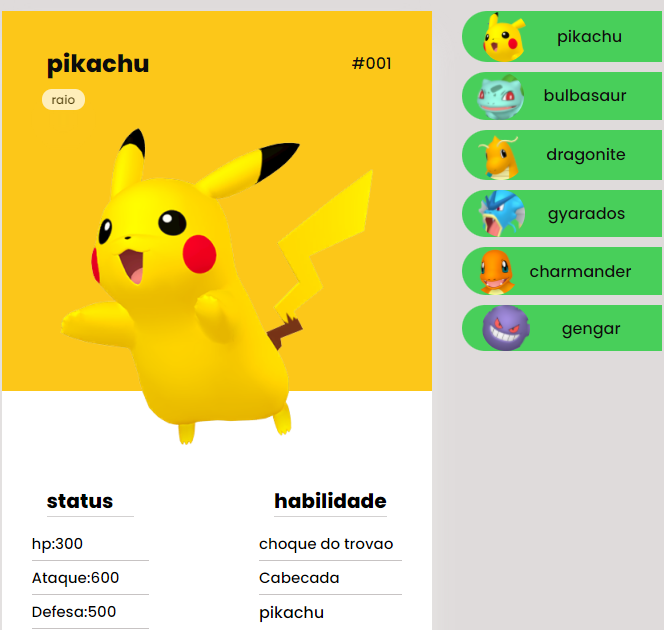 pikachu
#001
raio
status
hp:300
Ataque:600
Defesa:500
habilidade
choque do trovao
Cabecada
pikachu
pikachu
bulbasaur
dragonite
gyarados
charmander
gengar